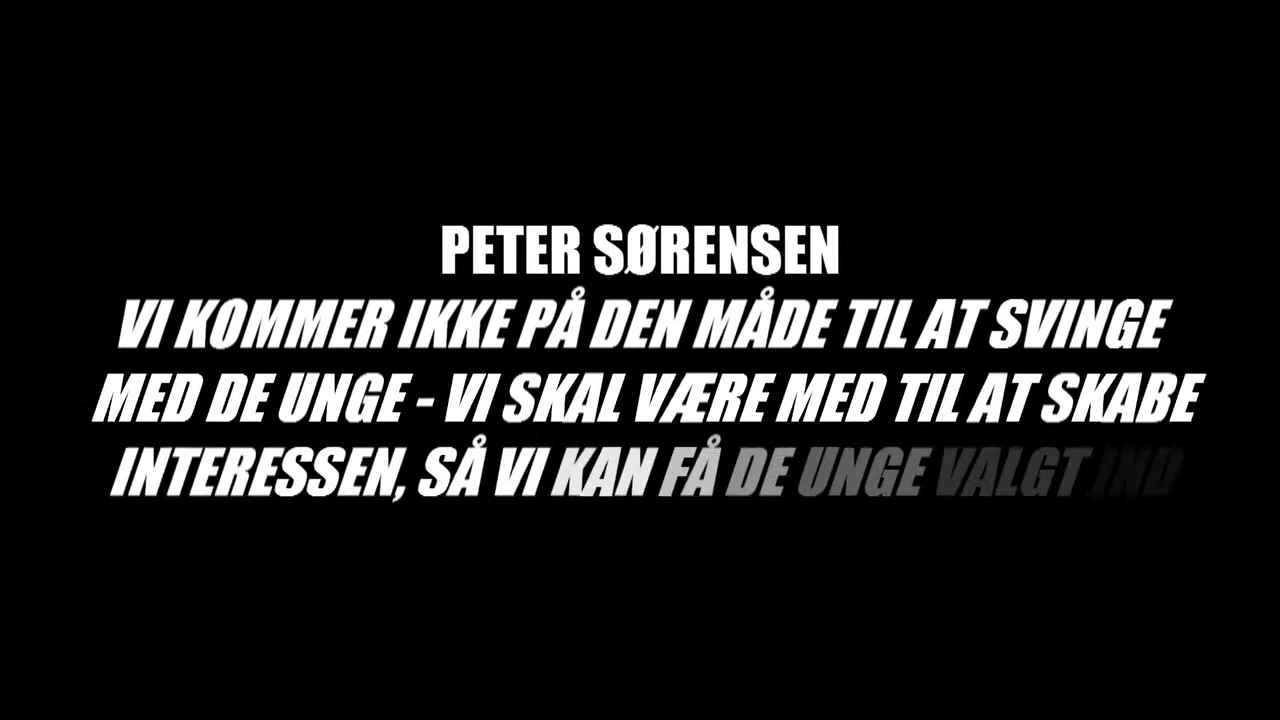 PETER SØRENSEN
VI KOMMER IKKE PÅ DEN MÅDE TIL AT SVINGE
MED DE UNGE - VI SKAL VÆRE MED TIL AT SKABE
INTERESSEN, SÅ VI KAN FÅ DE UNGE VALGT IND